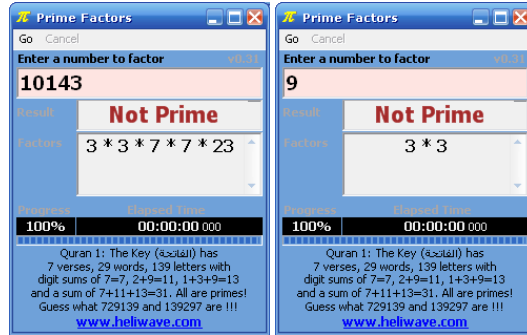 π Prime Factors
Go Cancel
Enter a number to factor v0.31
10143
Result Not Prime
Factors 3 * 3 * 7 * 7 * 23
Progress Elapsed Time
100% 00:00:00 000
Quran 1: The Key (الفاتحة) has
7 verses, 29 words, 139 letters with
digit sums of 7=7, 2+9=11, 1+3+9=13
and a sum of 7+11+13=31. All are primes!
Guess what 729139 and 139297 are !!!
www.heliwave.com
π Prime Factors
Go Cancel
Enter a number to factor v0.31
9
Result Not Prime
Factors 3 * 3
Progress Elapsed Time
100% 00:00:00 000
Quran 1: The Key (الفاتحة) has
7 verses, 29 words, 139 letters with
digit sums of 7=7, 2+9=11, 1+3+9=13
and a sum of 7+11+13=31. All are primes!
Guess what 729139 and 139297 are !!!
www.heliwave.com